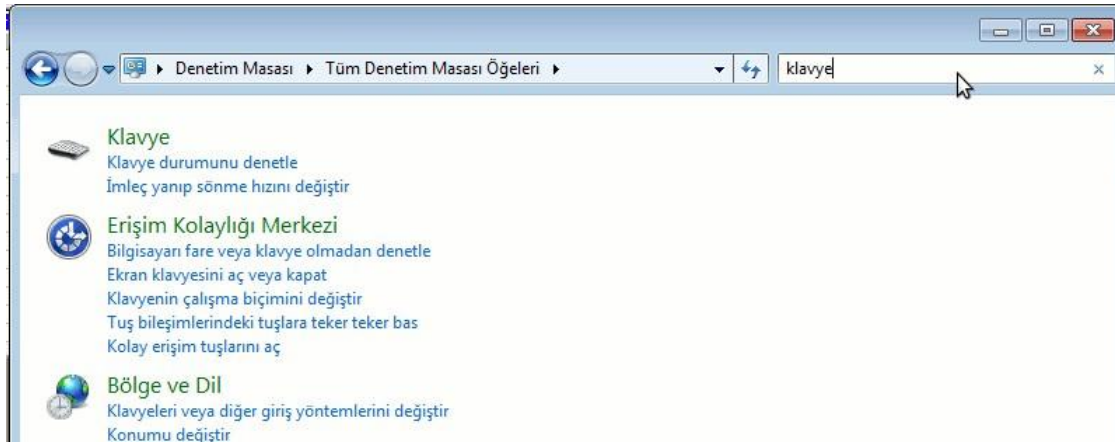 Denetim Masası Tüm Denetim Masası Öğeleri klavye
Klavye
Klavye durumunu denetle
İmleç yanıp sönme hızını değiştir
Erişim Kolaylığı Merkezi
Bilgisayarı fare veya klavye olmadan denetle
Ekran klavyesini aç veya kapat
Klavyenin çalışma biçimini değiştir
Tuş bileşimlerindeki tuşlara teker teker bas
Kolay erişim tuşlarını aç
Bölge ve Dil
Klavyeleri veya diğer giriş yöntemlerini değiştir
Konumu değiştir